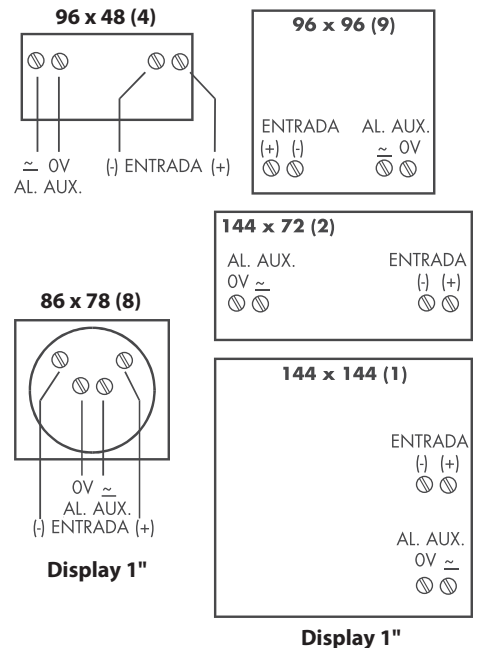 96 x 48 (4)
~ 0V
AL. AUX.
(-) ENTRADA (+)
96 x 96 (9)
ENTRADA AL. AUX.
(+) (-) ~ 0V
144 x 72 (2)
AL. AUX. ENTRADA
0V ~ (-) (+)
86 x 78 (8)
0V ~
AL. AUX.
(-) ENTRADA (+)
Display 1"
144 x 144 (1)
ENTRADA
(-) (+)
AL. AUX.
0V ~
Display 1"